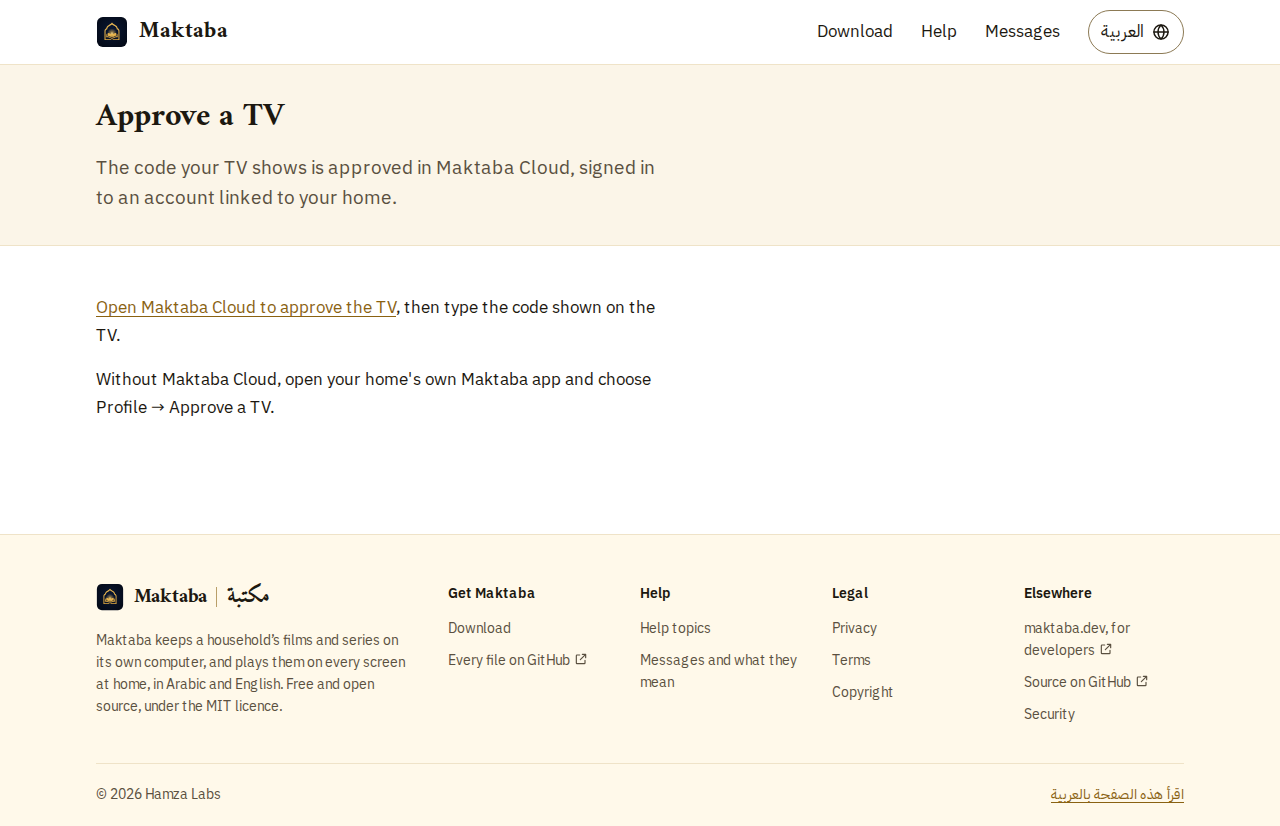 Maktaba
Download
Help
Messages
العربية
Approve a TV
The code your TV shows is approved in Maktaba Cloud, signed in
to an account linked to your home.
Open Maktaba Cloud to approve the TV, then type the code shown on the
TV.
Without Maktaba Cloud, open your home's own Maktaba app and choose
Profile → Approve a TV.
Maktaba | مكتبة
Maktaba keeps a household’s films and series on
its own computer, and plays them on every screen
at home, in Arabic and English. Free and open
source, under the MIT licence.
Get Maktaba
Download
Every file on GitHub
Help
Help topics
Messages and what they
mean
Legal
Privacy
Terms
Copyright
Elsewhere
maktaba.dev, for
developers
Source on GitHub
Security
© 2026 Hamza Labs
اقرأ هذه الصفحة بالعربية